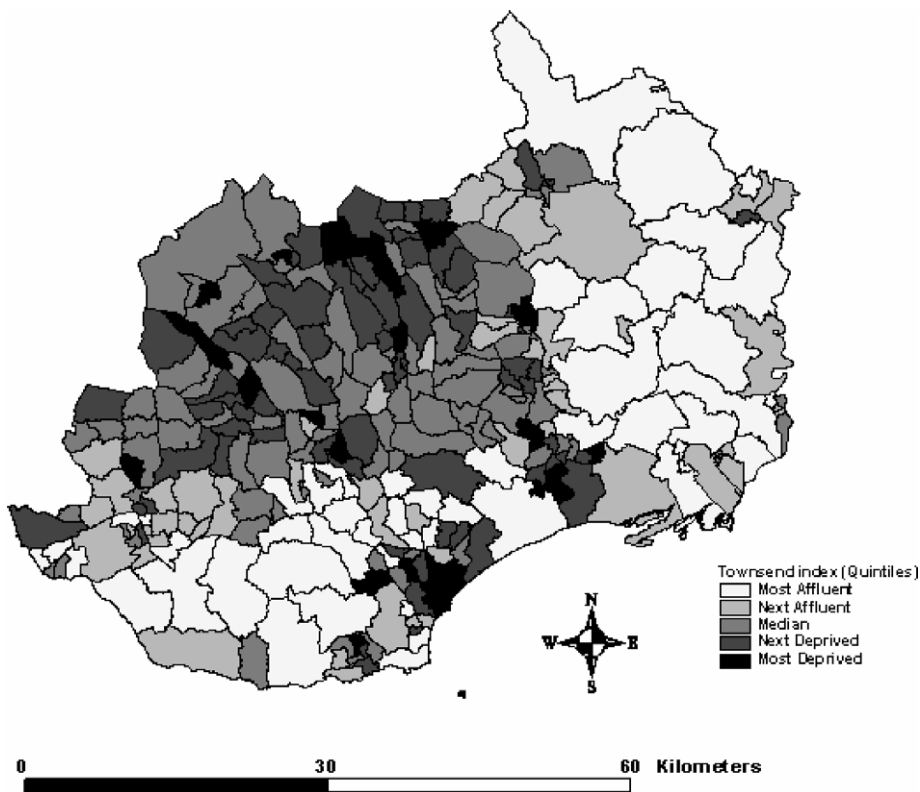 Townsend index (Quintiles)
Most Affluent
Next Affluent
Median
Next Deprived
Most Deprived
N
W E
S
0 30 60 Kilometers